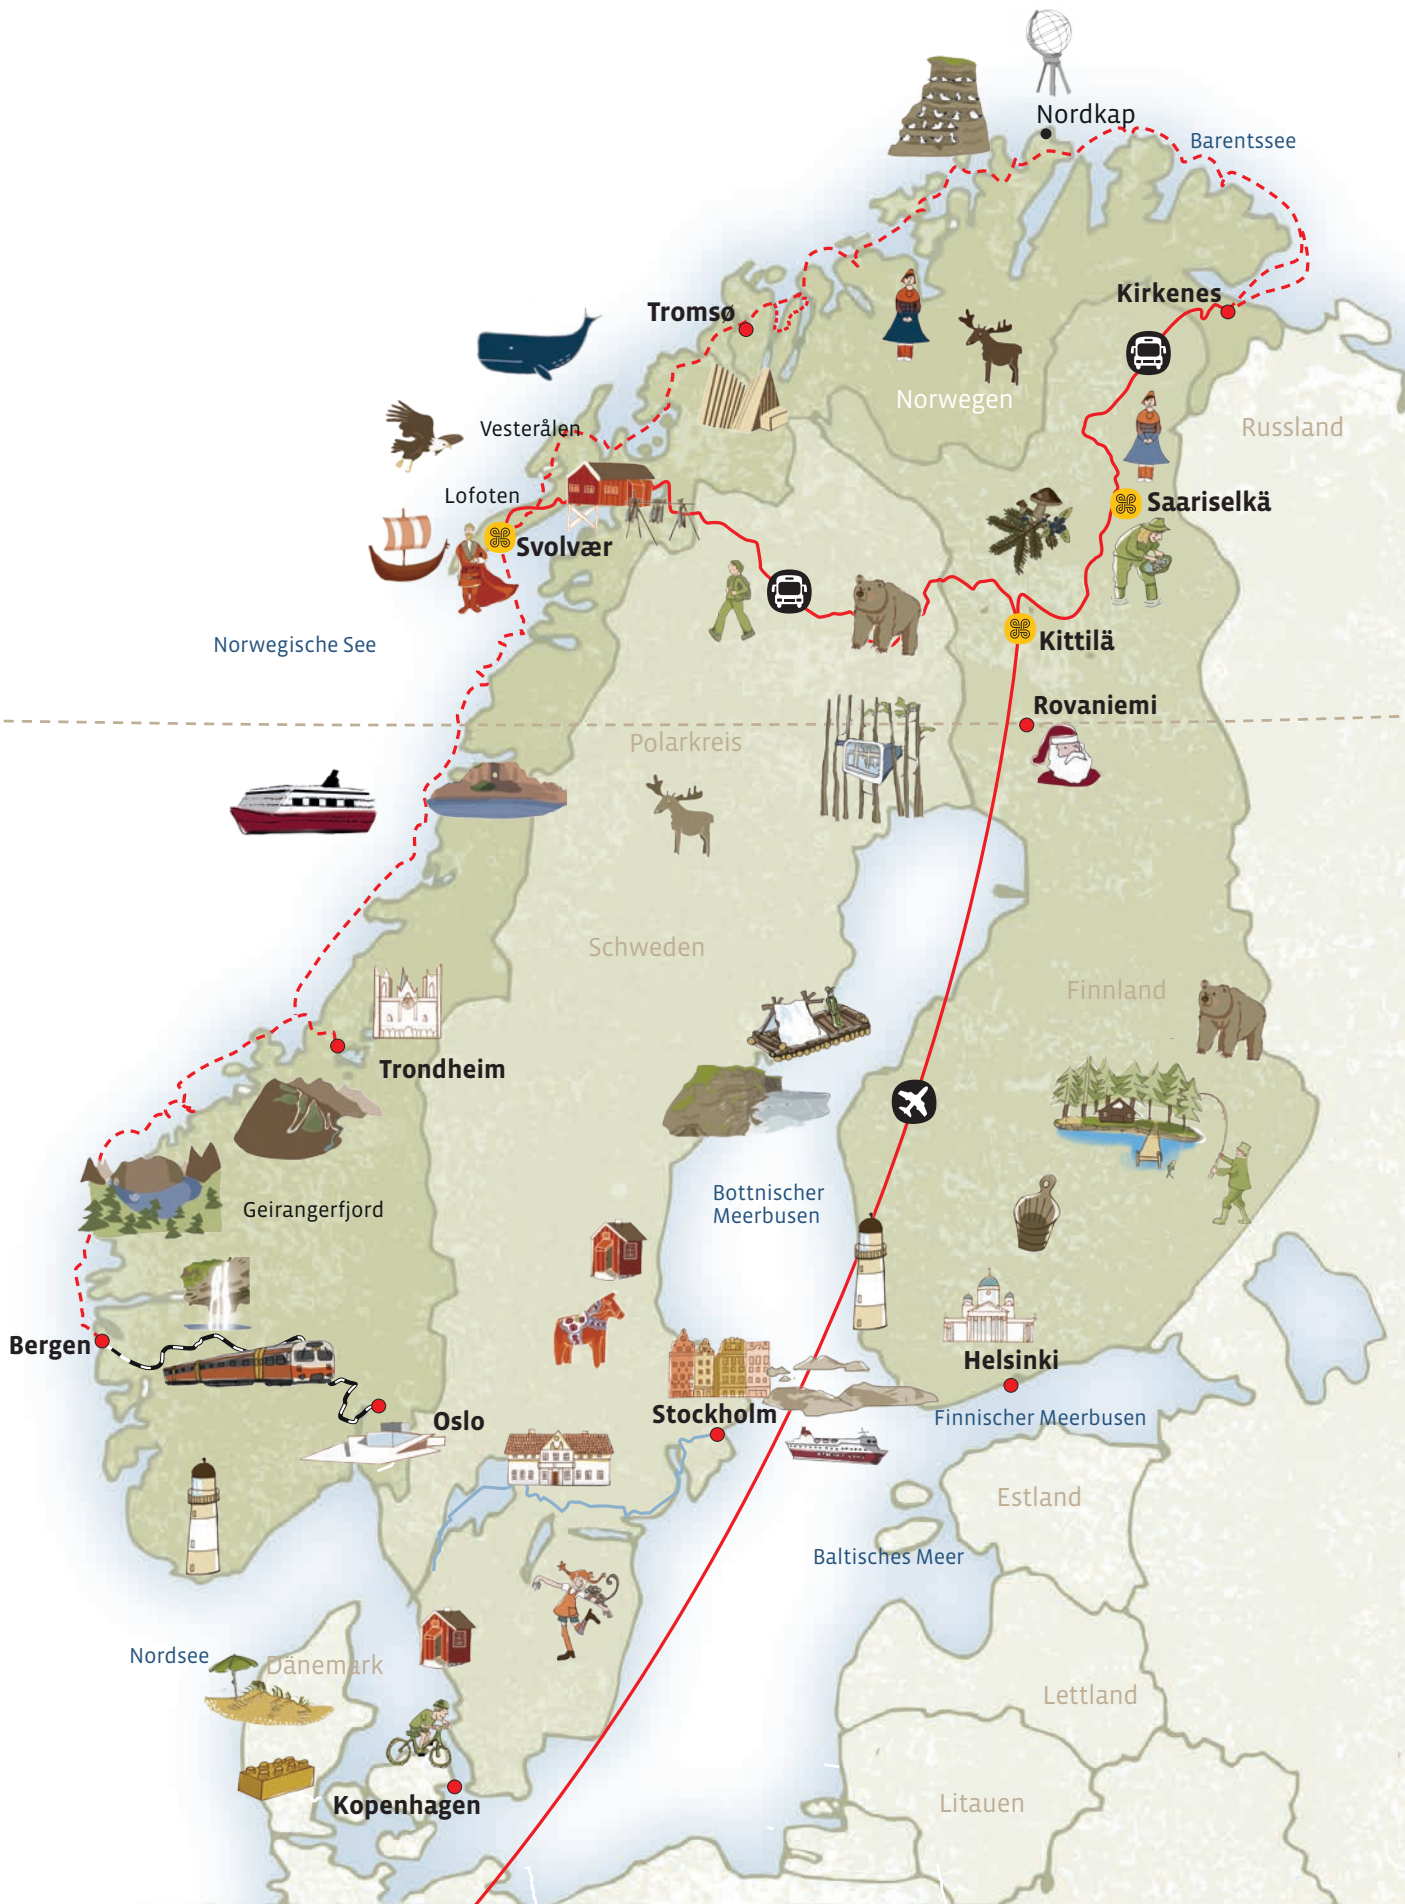 Nordkap
Barentssee
Kirkenes
Tromsø
Norwegen
Russland
Vesterålen
Lofoten
Saariselkä
Svolvær
Kittilä
Norwegische See
Rovaniemi
Polarkreis
Schweden
Finnland
Trondheim
Bottnischer
Meerbusen
Geirangerfjord
Bergen
Helsinki
Oslo
Stockholm
Finnischer Meerbusen
Estland
Baltisches Meer
Nordsee
Dänemark
Lettland
Kopenhagen
Litauen